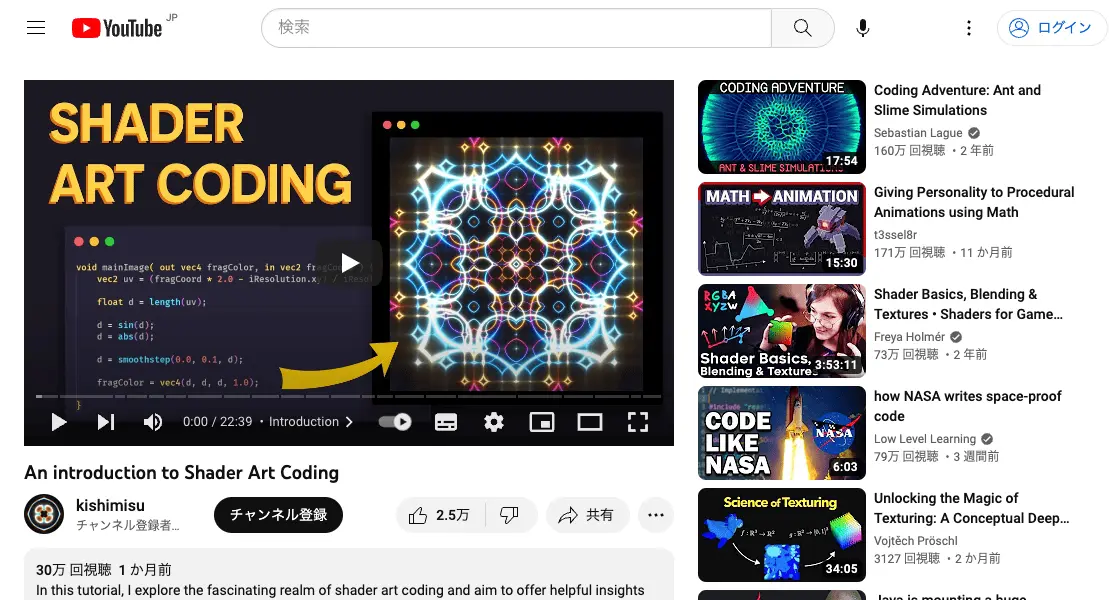 YouTube JP
検索
ログイン
SHADER
ART CODING
void mainImage( out vec4 fragColor, in vec2
vec2 uv = (fragCoord * 2.0 - iResolution.xy
float d = length(uv);
d = sin(d);
d = abs(d);
d = smoothstep(0.0, 0.1, d);
fragColor = vec4(d, d, d, 1.0);
}
0:00 / 22:39 • Introduction
An introduction to Shader Art Coding
kishimisu
チャンネル登録者…
チャンネル登録
2.5万
共有
30万 回視聴 1 か月前
In this tutorial, I explore the fascinating realm of shader art coding and aim to offer helpful insights
CODING ADVENTURE
ANT & SLIME SIMULATIONS
17:54
Coding Adventure: Ant and
Slime Simulations
Sebastian Lague
160万 回視聴 • 2 年前
MATH ANIMATION
15:30
Giving Personality to Procedural
Animations using Math
t3ssel8r
171万 回視聴 • 11 か月前
RGBA
XYZW
Shader Basics,
Blending & Textures
3:53:11
Shader Basics, Blending &
Textures • Shaders for Game…
Freya Holmér
73万 回視聴 • 2 年前
#include
CODE
LIKE
NASA
NASA
6:03
how NASA writes space-proof
code
Low Level Learning
79万 回視聴 • 3 週間前
Science of Texturing
34:05
Unlocking the Magic of
Texturing: A Conceptual Deep…
Vojtěch Pröschl
3127 回視聴 • 2 か月前